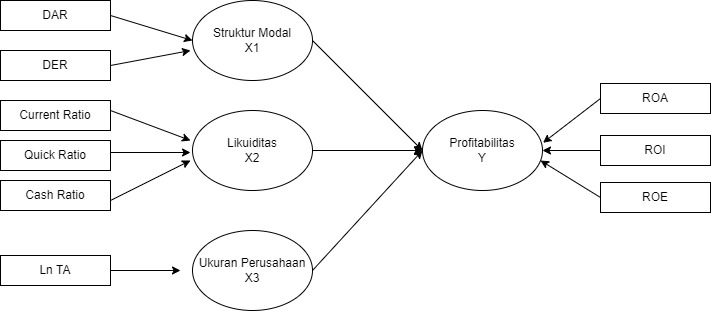 DAR
DER
Current Ratio
Quick Ratio
Cash Ratio
Ln TA
Struktur Modal
X1
Likuiditas
X2
Ukuran Perusahaan
X3
Profitabilitas
Y
ROA
ROI
ROE